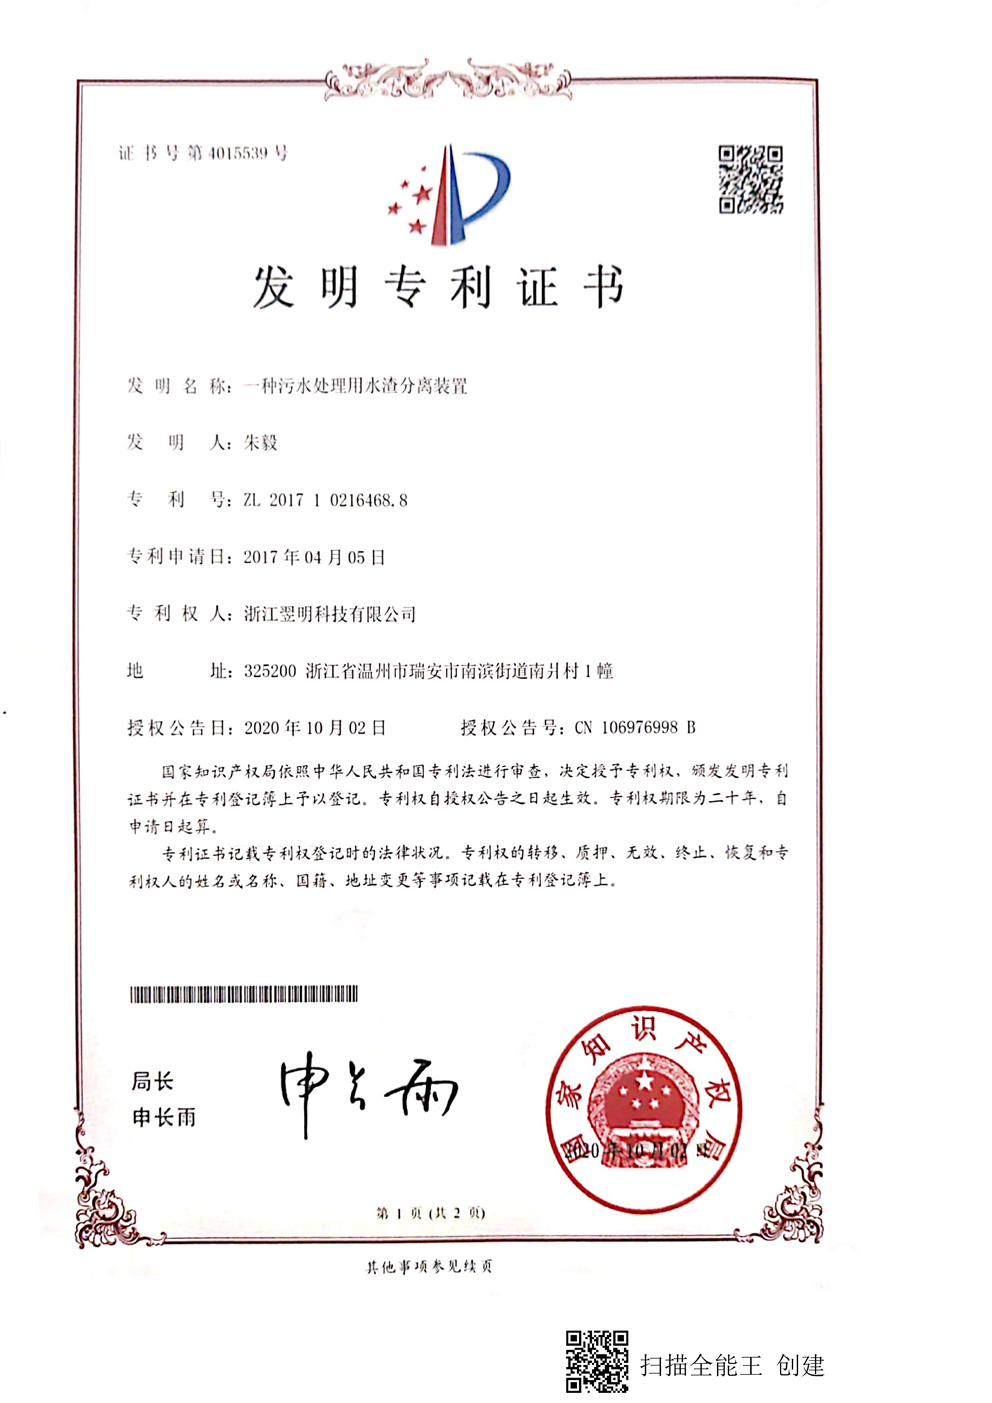 证书号第4015539号
发明专利证书
发明名称：一种污水处理用水渣分离装置
发明人：朱毅
专利号：ZL 2017 1 0216468.8
专利申请日：2017年04月05日
专利权人：浙江翌明科技有限公司
地址：325200 浙江省温州市瑞安市南滨街道南爿村1幢
授权公告日：2020年10月02日 授权公告号：CN 106976998 B
国家知识产权局依照中华人民共和国专利法进行审查，决定授予专利权，颁发发明专利
证书并在专利登记簿上予以登记。专利权自授权公告之日起生效。专利权期限为二十年，自
申请日起算。
专利证书记载专利权登记时的法律状况。专利权的转移、质押、无效、终止、恢复和专
利权人的姓名或名称、国籍、地址变更等事项记载在专利登记簿上。
局长
申长雨
申长雨
国家知识产权局
2020年10月02日
第 1 页 (共 2 页)
其他事项参见续页
扫描全能王 创建